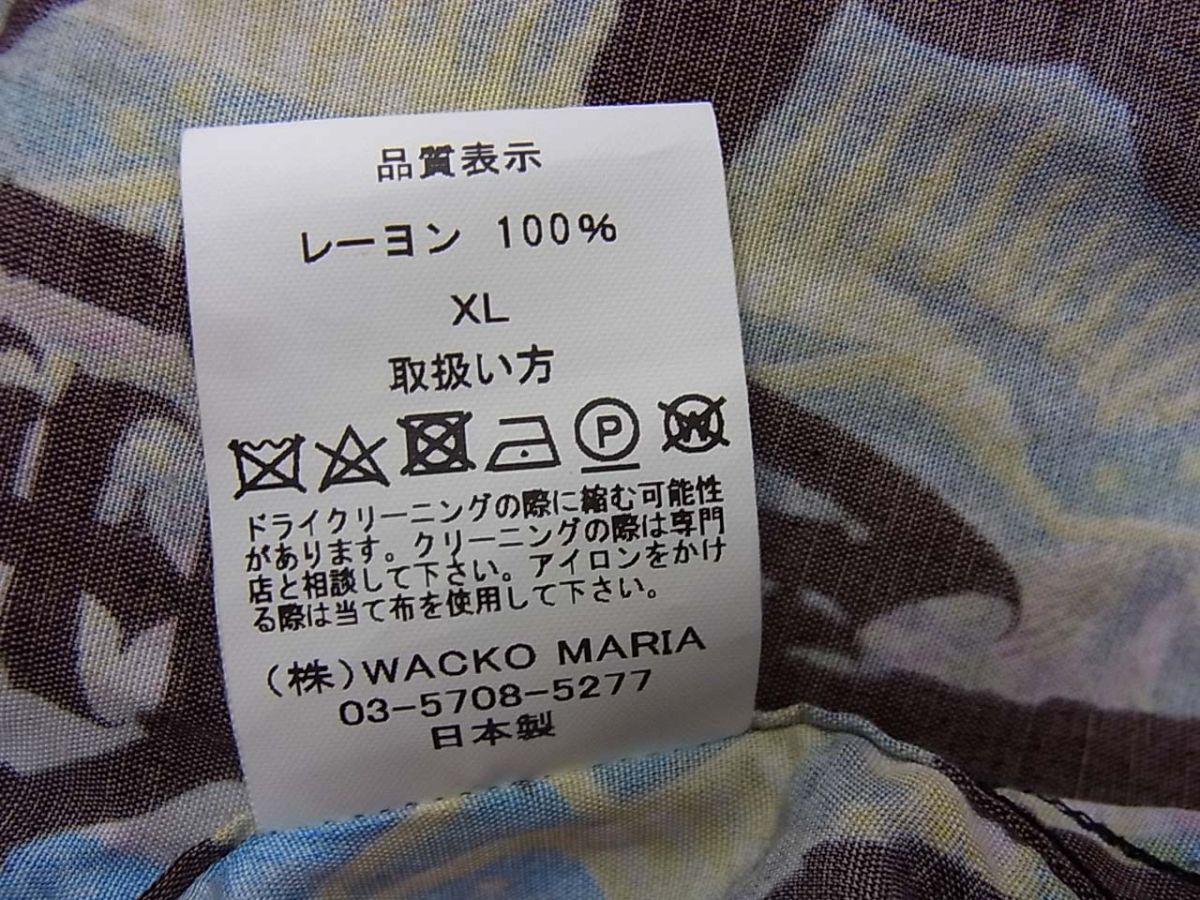 品質表示
レーヨン 100%
XL
取扱い方
P W
ドライクリーニングの際に縮む可能性
があります。クリーニングの際は専門
店と相談して下さい。アイロンをかけ
る際は当て布を使用して下さい。
(株)WACKO MARIA
03-5708-5277
日本製